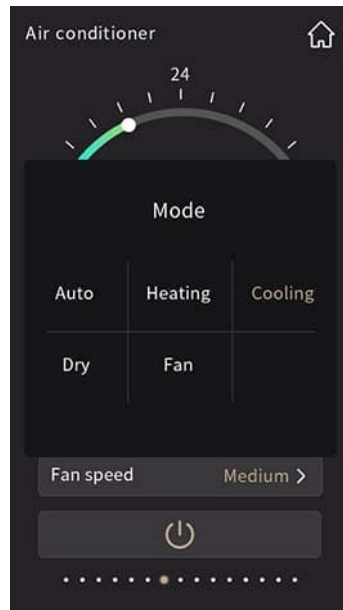 Air conditioner
24
Mode
Auto Heating Cooling
Dry Fan
Fan speed Medium >